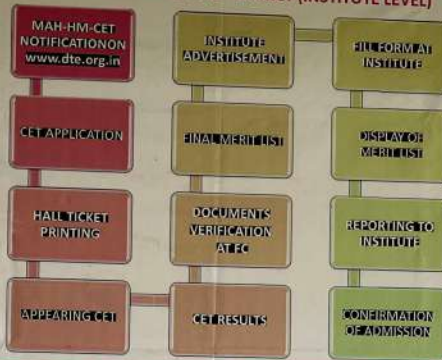 (INSTITUTE LEVEL)
MAH-HM-CET
NOTIFICATIONON
www.dte.org.in
CET APPLICATION
HALL TICKET
PRINTING
APPEARING CET
CET RESULTS
DOCUMENTS
VERIFICATION
AT FC
FINAL MERIT LIST
INSTITUTE
ADVERTISEMENT
FILL FORM AT
INSTITUTE
DISPLAY OF
MERIT LIST
REPORTING TO
INSTITUTE
CONFIRMATION
OF ADMISSION